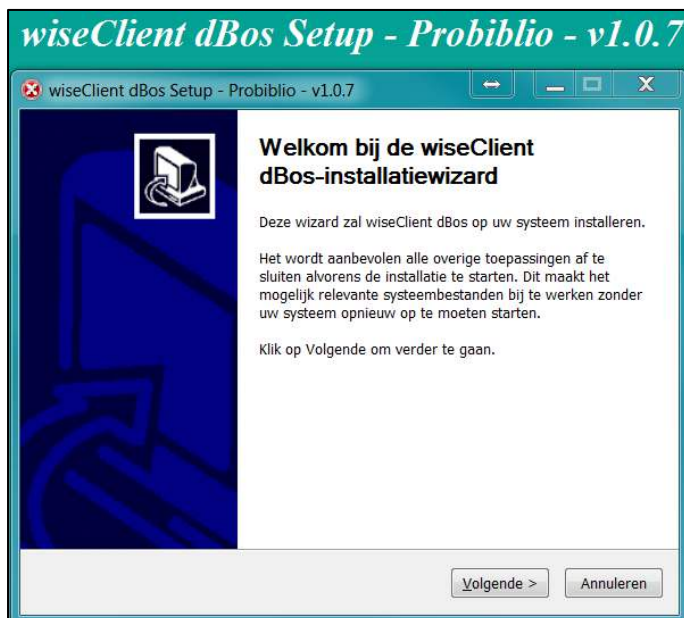 wiseClient dBos Setup - Probiblio - v1.0.7
wiseClient dBos Setup - Probiblio - v1.0.7
Welkom bij de wiseClient
dBos-installatiewizard
Deze wizard zal wiseClient dBos op uw systeem installeren.
Het wordt aanbevolen alle overige toepassingen af te
sluiten alvorens de installatie te starten. Dit maakt het
mogelijk relevante systeembestanden bij te werken zonder
uw systeem opnieuw op te moeten starten.
Klik op Volgende om verder te gaan.
Volgende >
Annuleren